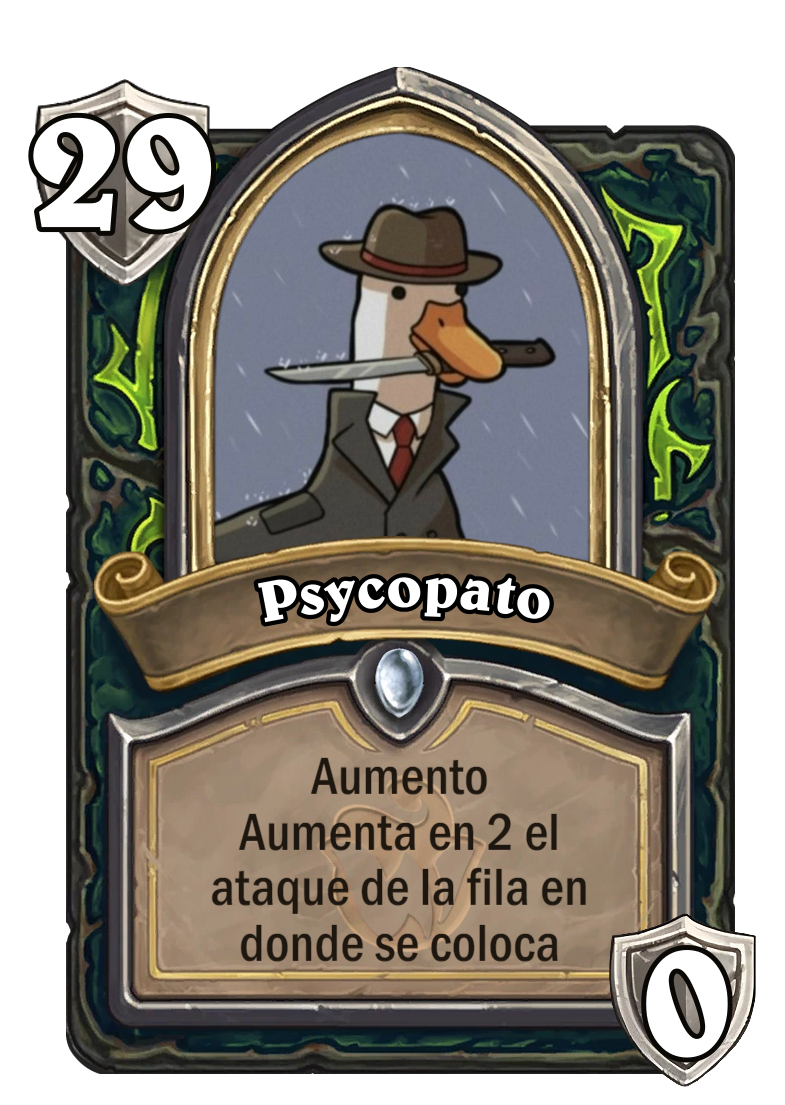 29
Psycopato
Aumento
Aumenta en 2 el
ataque de la fila en
donde se coloca
0